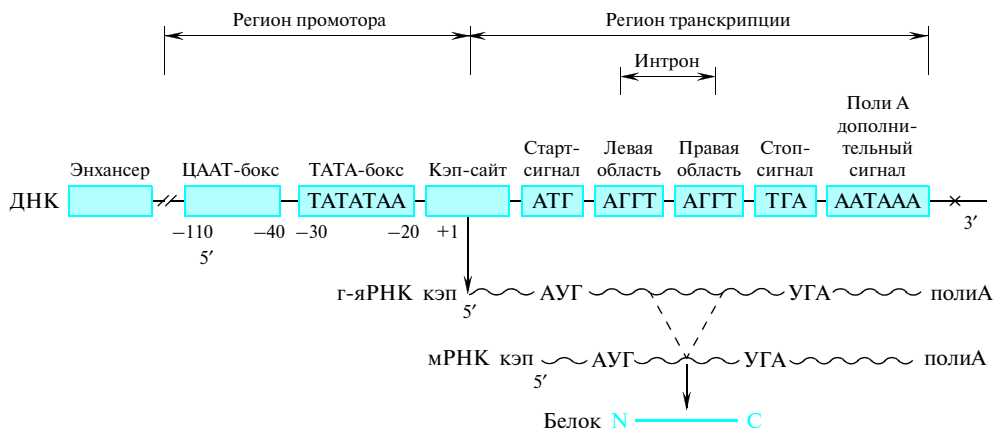 Регион промотора
Регион транскрипции
Интрон
Энхансер
ЦААТ-бокс
ТАТА-бокс
Кэп-сайт
Старт-
сигнал
Левая
область
Правая
область
Стоп-
сигнал
Поли А
дополни-
тельный
сигнал
ДНК
ТАТАТАА
АТГ
АГГТ
АГГТ
ТГА
ААТААА
−110
−40
−30
−20
+1
5′
3′
г-яРНК кэп
АУГ
УГА
полиА
5′
мРНК кэп
АУГ
УГА
полиА
5′
Белок N
C